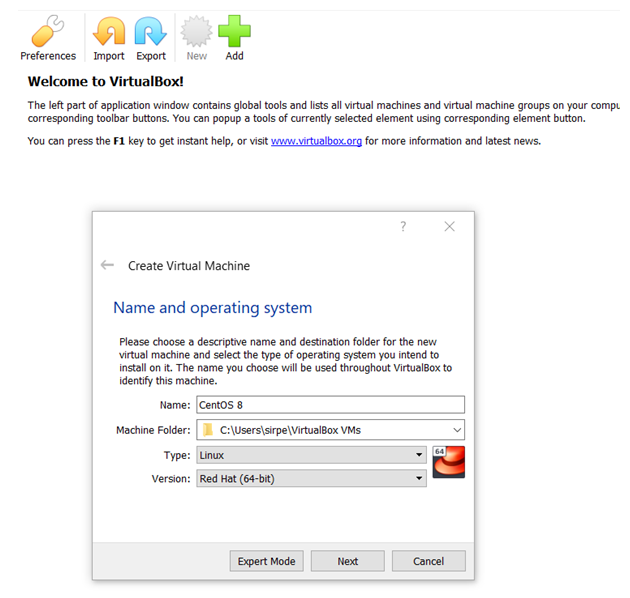 Preferences Import Export New Add
Welcome to VirtualBox!
The left part of application window contains global tools and lists all virtual machines and virtual machine groups on your compu
corresponding toolbar buttons. You can popup a tools of currently selected element using corresponding element button.
You can press the F1 key to get instant help, or visit www.virtualbox.org for more information and latest news.
?
Create Virtual Machine
Name and operating system
Please choose a descriptive name and destination folder for the new
virtual machine and select the type of operating system you intend to
install on it. The name you choose will be used throughout VirtualBox to
identify this machine.
Name: CentOS 8
Machine Folder: C:\Users\sirpe\VirtualBox VMs
Type: Linux
64
Version: Red Hat (64-bit)
Expert Mode Next Cancel